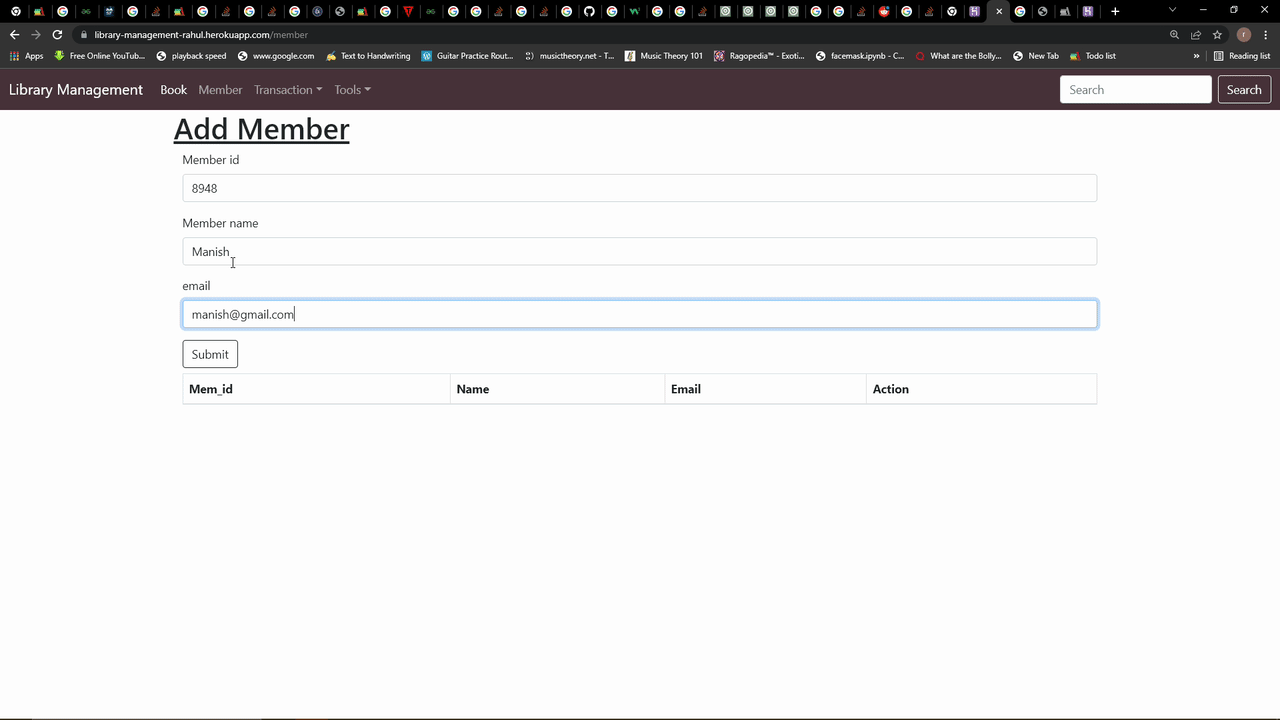 library-management-rahul.herokuapp.com/member
r
Apps
Free Online YouTub...
playback speed
www.google.com
Text to Handwriting
Guitar Practice Rout...
musictheory.net - T...
Music Theory 101
Ragopedia™ - Exoti...
facemask.ipynb - C...
What are the Bolly...
New Tab
Todo list
»
Reading list
Library Management
Book
Member
Transaction
Tools
Search
Search
Add Member
Member id
8948
Member name
Manish
email
manish@gmail.com
Submit
Mem_id
Name
Email
Action